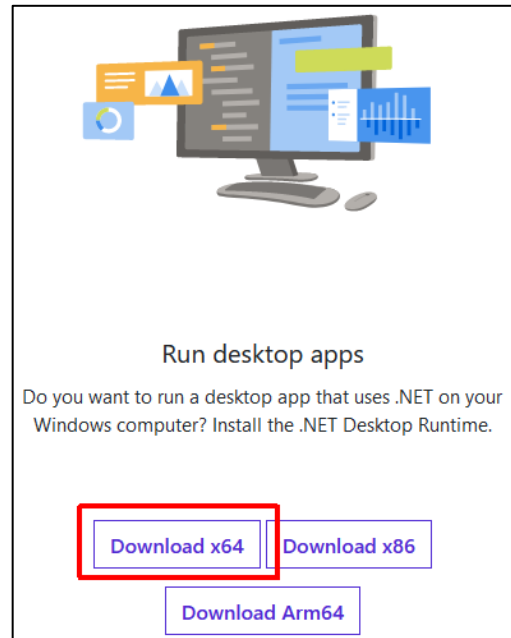 Run desktop apps
Do you want to run a desktop app that uses .NET on your
Windows computer? Install the .NET Desktop Runtime.
Download x64
Download x86
Download Arm64